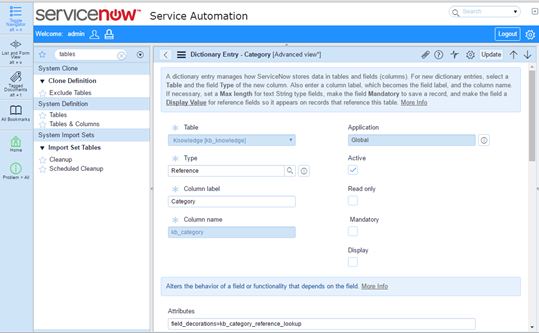 servicenow Service Automation
Search
Welcome: admin
Logout
Toggle
Navigator
alt + t
List and Form
View
alt + v
Tagged
Documents
alt + t
All Bookmarks
Home
Problem > All
tables
System Clone
Clone Definition
Exclude Tables
System Definition
Tables
Tables & Columns
System Import Sets
Import Set Tables
Cleanup
Scheduled Cleanup
Dictionary Entry - Category [Advanced view*]
Update
A dictionary entry manages how ServiceNow stores data in tables and fields (columns). For new dictionary entries, select a
Table and the field Type of the new column. Also enter a column label, which becomes the field label, and the column name.
If necessary, set a Max length for text String type fields, make the field Mandatory to save a record, and make the field a
Display Value for reference fields so it appears on records that reference this table. More Info
Table
Knowledge [kb_knowledge]
Type
Reference
Column label
Category
Column name
kb_category
Application
Global
Active
Read only
Mandatory
Display
Alters the behavior of a field or functionality that depends on the field. More Info
Attributes
field_decorations=kb_category_reference_lookup